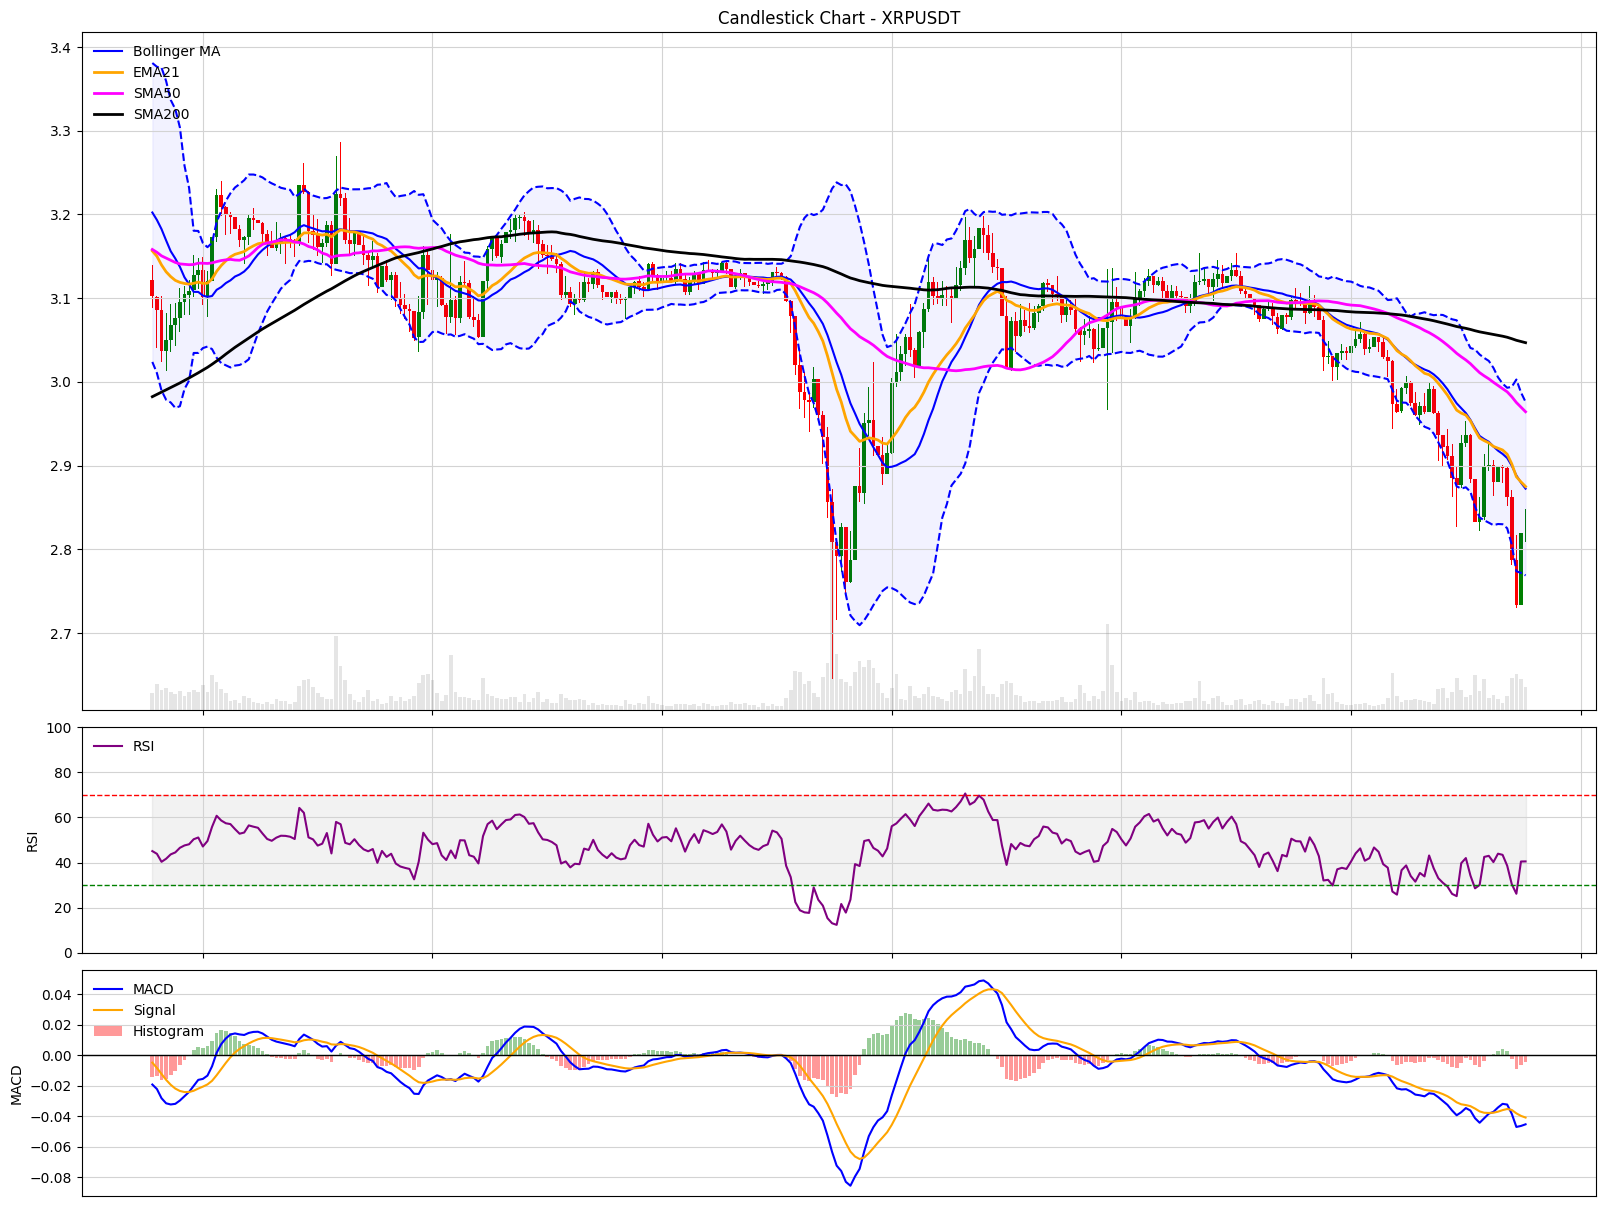 Candlestick Chart - XRPUSDT
Bollinger MA
EMA21
SMA50
SMA200
3.4
3.3
3.2
3.1
3.0
2.9
2.8
2.7
RSI
100
80
60
40
20
0
RSI
MACD
Signal
Histogram
0.04
0.02
0.00
−0.02
−0.04
−0.06
−0.08
MACD